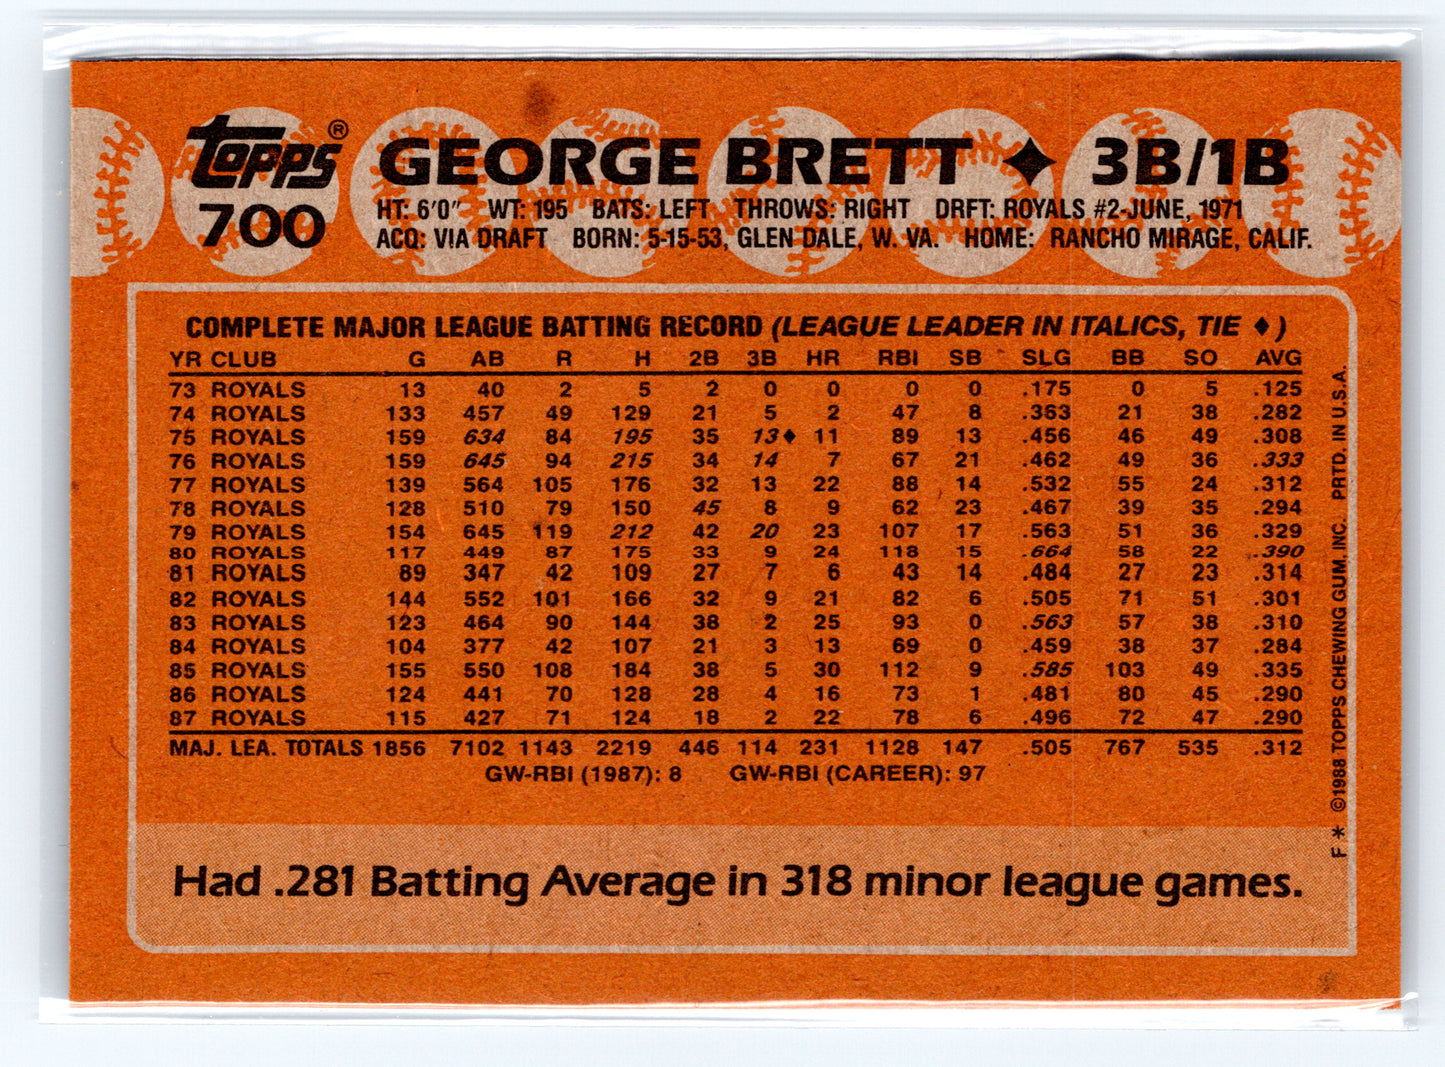 topps® GEORGE BRETT ♦ 3B/1B
700 HT: 6'0" WT: 195 BATS: LEFT THROWS: RIGHT DRFT: ROYALS #2-JUNE, 1971
ACQ: VIA DRAFT BORN: 5-15-53, GLEN DALE, W. VA. HOME: RANCHO MIRAGE, CALIF.
COMPLETE MAJOR LEAGUE BATTING RECORD (LEAGUE LEADER IN ITALICS, TIE ♦)
YR CLUB G AB R H 2B 3B HR RBI SB SLG BB SO AVG
73 ROYALS 13 40 2 5 2 0 0 0 0 .175 0 5 .125
74 ROYALS 133 457 49 129 21 5 2 47 8 .363 21 38 .282
75 ROYALS 159 634 84 195 35 13♦ 11 89 13 .456 46 49 .308
76 ROYALS 159 645 94 215 34 14 7 67 21 .462 49 36 .333
77 ROYALS 139 564 105 176 32 13 22 88 14 .532 55 24 .312
78 ROYALS 128 510 79 150 45 8 9 62 23 .467 39 35 .294
79 ROYALS 154 645 119 212 42 20 23 107 17 .563 51 36 .329
80 ROYALS 117 449 87 175 33 9 24 118 15 .664 58 22 .390
81 ROYALS 89 347 42 109 27 7 6 43 14 .484 27 23 .314
82 ROYALS 144 552 101 166 32 9 21 82 6 .505 71 51 .301
83 ROYALS 123 464 90 144 38 2 25 93 0 .563 57 38 .310
84 ROYALS 104 377 42 107 21 3 13 69 0 .459 38 37 .284
85 ROYALS 155 550 108 184 38 5 30 112 9 .585 103 49 .335
86 ROYALS 124 441 70 128 28 4 16 73 1 .481 80 45 .290
87 ROYALS 115 427 71 124 18 2 22 78 6 .496 72 47 .290
MAJ. LEA. TOTALS 1856 7102 1143 2219 446 114 231 1128 147 .505 767 535 .312
GW-RBI (1987): 8 GW-RBI (CAREER): 97
Had .281 Batting Average in 318 minor league games.
F * ©1988 TOPPS CHEWING GUM, INC. PRTD. IN U.S.A.